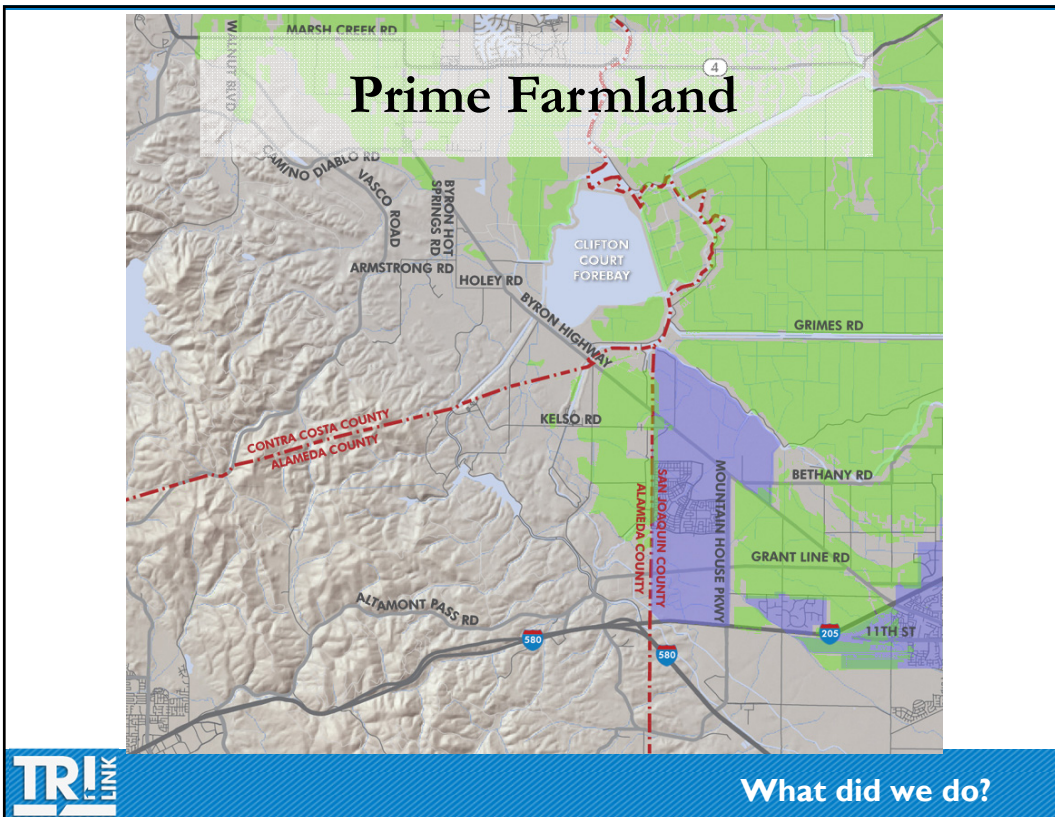 MARSH CREEK RD
WALNUT BLVD
4
Prime Farmland
CAMINO DIABLO RD
VASCO ROAD
BYRON HOT
SPRINGS RD
ARMSTRONG RD
HOLEY RD
CLIFTON
COURT
FOREBAY
BYRON HIGHWAY
GRIMES RD
CONTRA COSTA COUNTY
ALAMEDA COUNTY
KELSO RD
SAN JOAQUIN COUNTY
ALAMEDA COUNTY
MOUNTAIN HOUSE PKWY
BETHANY RD
GRANT LINE RD
ALTAMONT PASS RD
580
580
205
11TH ST
TRI
LINK
What did we do?